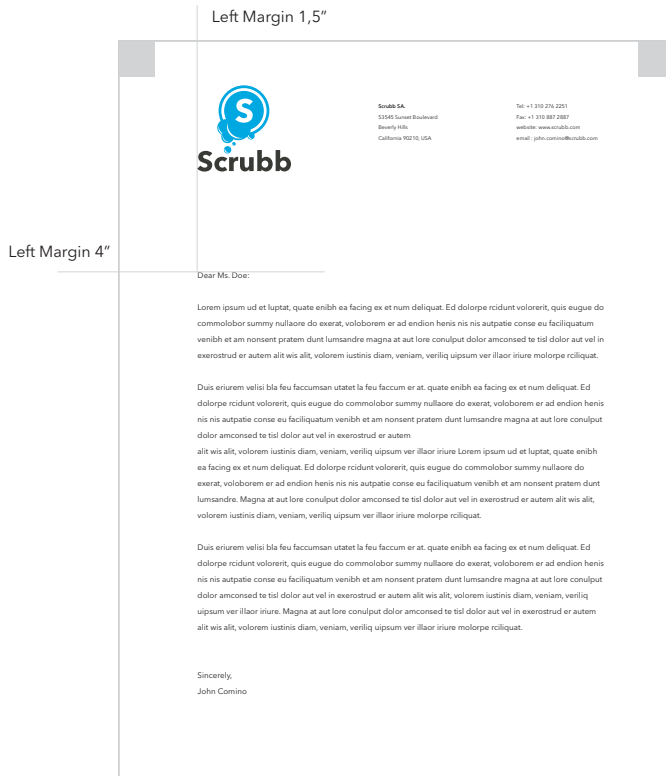 Left Margin 1,5”
S
Scrubb
Scrubb SA.
53545 Sunset Boulevard
Beverly Hills
California 90210, USA
Tel: +1 310 276 2251
Fax: +1 310 887 2887
website: www.scrubb.com
email : john.comino@scrubb.com
Left Margin 4”
Dear Ms. Doe:
Lorem ipsum ud et luptat, quate enibh ea facing ex et num deliquat. Ed dolorpe rcidunt volorerit, quis eugue do
commolobor summy nullaore do exerat, voloborem er ad endion henis nis nis autpatie conse eu faciliquatum
venibh et am nonsent pratem dunt lumsandre magna at aut lore conulput dolor amconsed te tisl dolor aut vel in
exerostrud er autem alit wis alit, volorem iustinis diam, veniam, veriliq uipsum ver illaor iriure molorpe rciliquat.
Duis eriurem velisi bla feu faccumsan utatet la feu faccum er at. quate enibh ea facing ex et num deliquat. Ed
dolorpe rcidunt volorerit, quis eugue do commolobor summy nullaore do exerat, voloborem er ad endion henis
nis nis autpatie conse eu faciliquatum venibh et am nonsent pratem dunt lumsandre magna at aut lore conulput
dolor amconsed te tisl dolor aut vel in exerostrud er autem
alit wis alit, volorem iustinis diam, veniam, veriliq uipsum ver illaor iriure Lorem ipsum ud et luptat, quate enibh
ea facing ex et num deliquat. Ed dolorpe rcidunt volorerit, quis eugue do commolobor summy nullaore do
exerat, voloborem er ad endion henis nis nis autpatie conse eu faciliquatum venibh et am nonsent pratem dunt
lumsandre. Magna at aut lore conulput dolor amconsed te tisl dolor aut vel in exerostrud er autem alit wis alit,
volorem iustinis diam, veniam, veriliq uipsum ver illaor iriure molorpe rciliquat.
Duis eriurem velisi bla feu faccumsan utatet la feu faccum er at. quate enibh ea facing ex et num deliquat. Ed
dolorpe rcidunt volorerit, quis eugue do commolobor summy nullaore do exerat, voloborem er ad endion henis
nis nis autpatie conse eu faciliquatum venibh et am nonsent pratem dunt lumsandre magna at aut lore conulput
dolor amconsed te tisl dolor aut vel in exerostrud er autem alit wis alit, volorem iustinis diam, veniam, veriliq
uipsum ver illaor iriure. Magna at aut lore conulput dolor amconsed te tisl dolor aut vel in exerostrud er autem
alit wis alit, volorem iustinis diam, veniam, veriliq uipsum ver illaor iriure molorpe rciliquat.
Sincerely,
John Comino